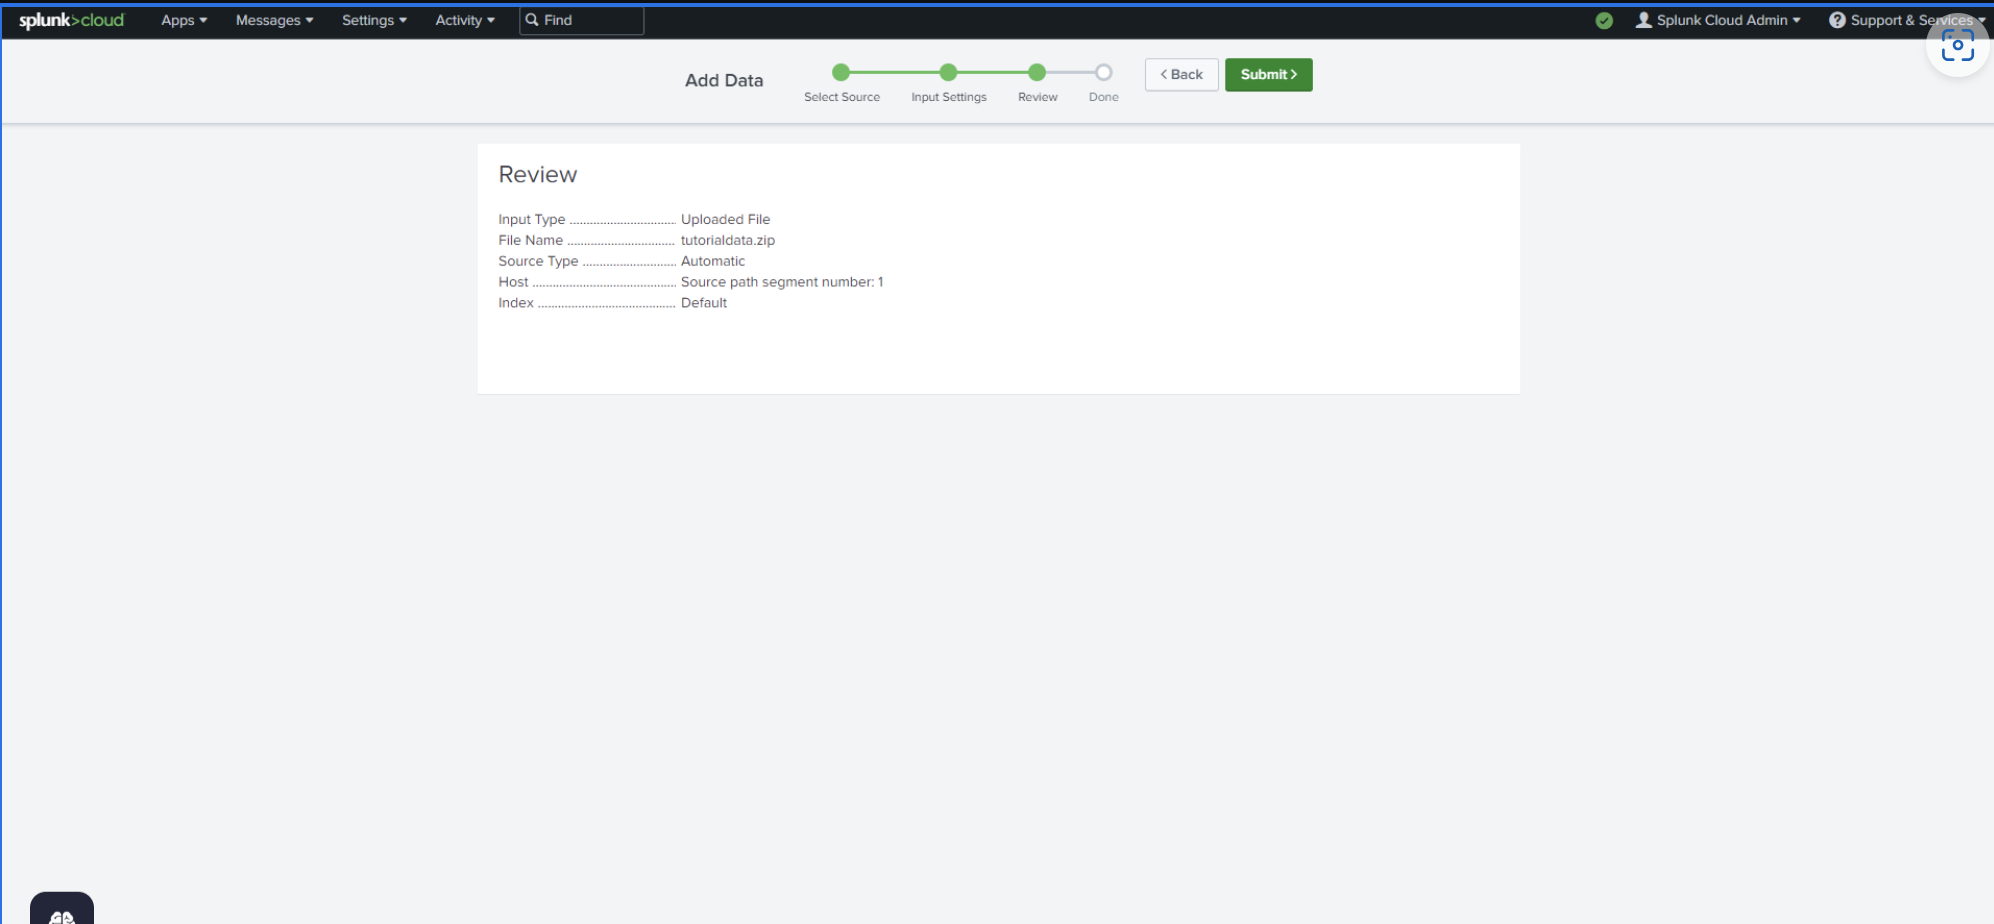 splunk>cloud Apps Messages Settings Activity Find Splunk Cloud Admin Support & Services
Add Data Select Source Input Settings Review Done Back Submit
Review
Input Type ................................ Uploaded File
File Name ................................ tutorialdata.zip
Source Type ............................ Automatic
Host ........................................... Source path segment number: 1
Index ......................................... Default